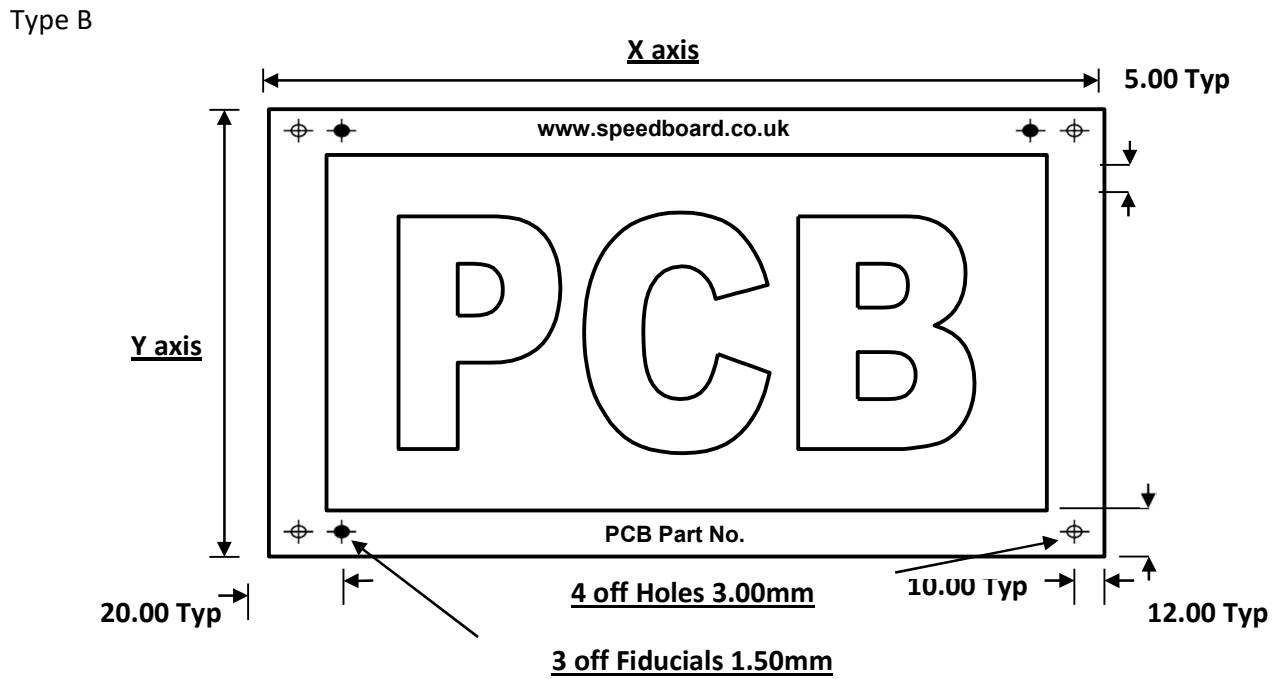 Type B
X axis
5.00 Typ
www.speedboard.co.uk
PCB
Y axis
PCB Part No.
4 off Holes 3.00mm
10.00 Typ
20.00 Typ
12.00 Typ
3 off Fiducials 1.50mm